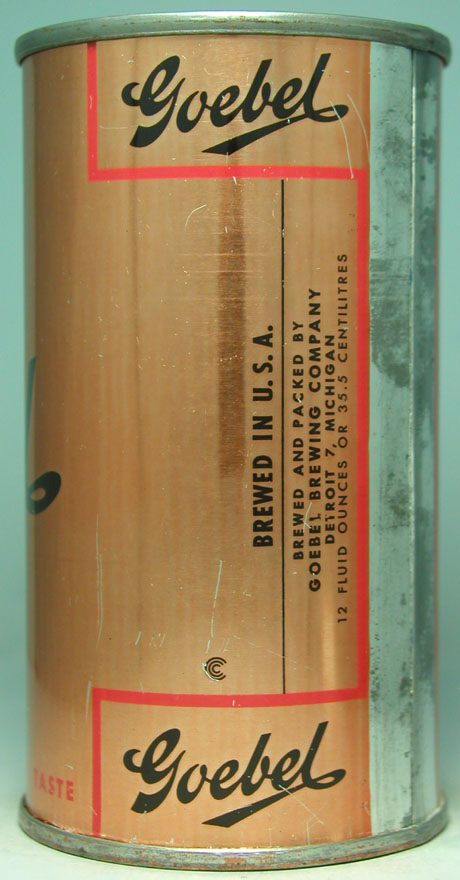 Goebel
BREWED IN U.S.A.
BREWED AND PACKED BY
GOEBEL BREWING COMPANY
DETROIT 7, MICHIGAN
12 FLUID OUNCES OR 35.5 CENTILITRES
TASTE
Goebel